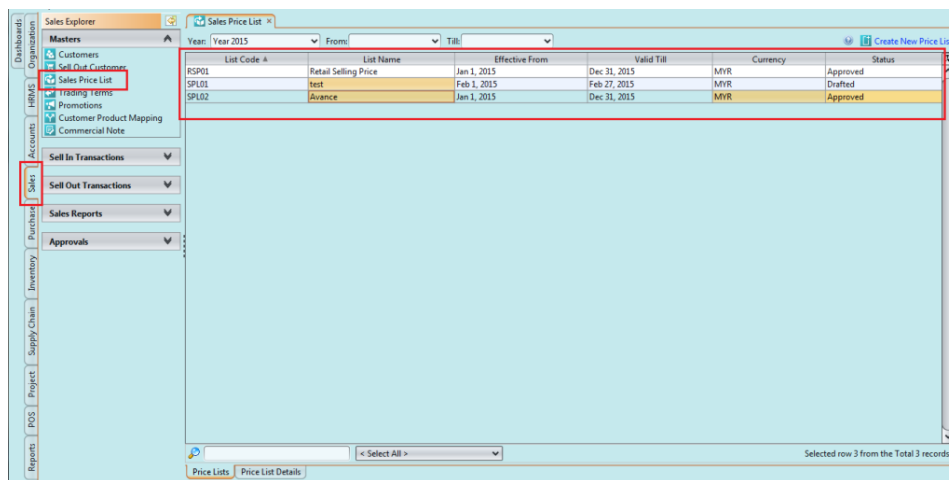 Dashboards
Organization
HRMS
Accounts
Sales
Purchase
Inventory
Supply Chain
Project
POS
Reports
Sales Explorer
Masters
Customers
Sell Out Customer
Sales Price List
Trading Terms
Promotions
Customer Product Mapping
Commercial Note
Sell In Transactions
Sell Out Transactions
Sales Reports
Approvals
Sales Price List ×
Year: Year 2015 From: Till: Create New Price Lis
List Code List Name Effective From Valid Till Currency Status
RSP01 Retail Selling Price Jan 1, 2015 Dec 31, 2015 MYR Approved
SPL01 test Feb 1, 2015 Feb 27, 2015 MYR Drafted
SPL02 Avance Jan 1, 2015 Dec 31, 2015 MYR Approved
< Select All > Selected row 3 from the Total 3 records
Price Lists Price List Details